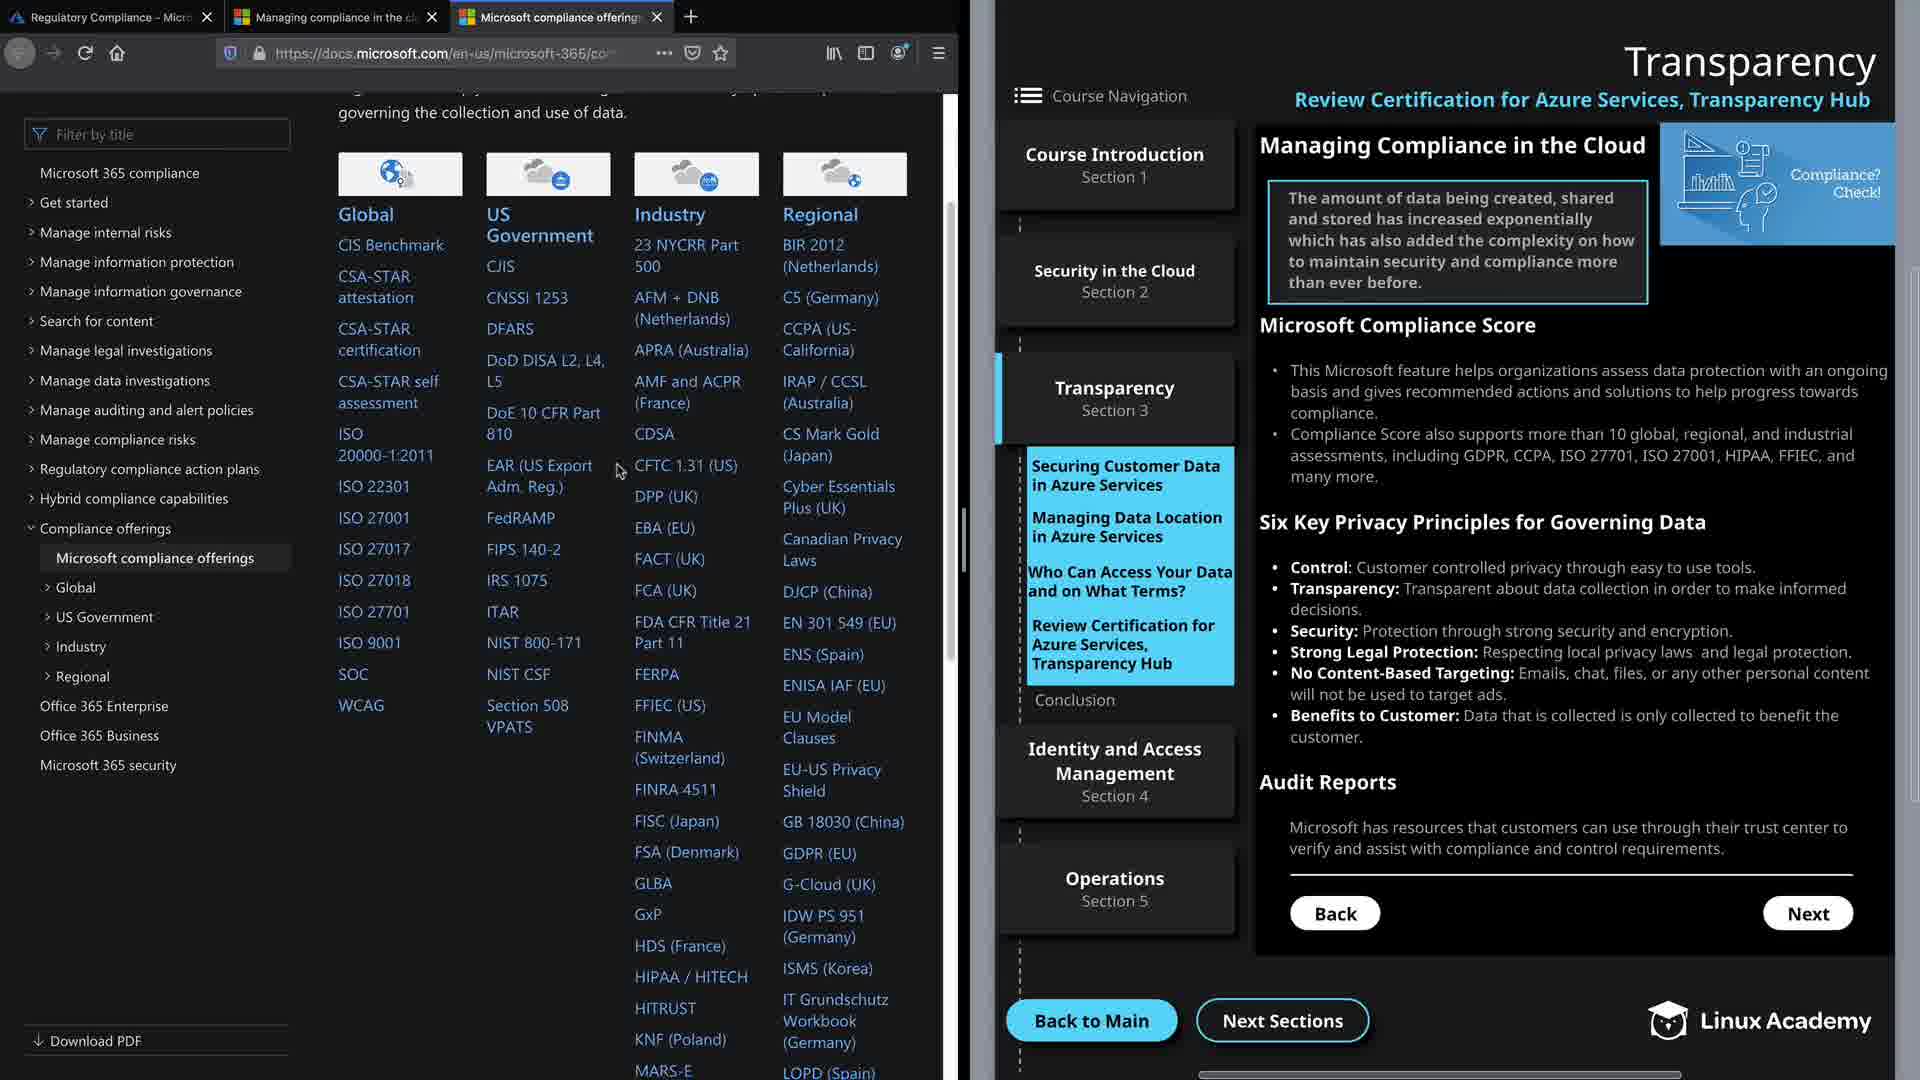 Regulatory Compliance – Micro
Managing compliance in the cl
Microsoft compliance offering
https://docs.microsoft.com/en-us/microsoft-365/co
governing the collection and use of data.
Filter by title
Microsoft 365 compliance
Get started
Manage internal risks
Manage information protection
Manage information governance
Search for content
Manage legal investigations
Manage data investigations
Manage auditing and alert policies
Manage compliance risks
Regulatory compliance action plans
Hybrid compliance capabilities
Compliance offerings
Microsoft compliance offerings
Global
US Government
Industry
Regional
Office 365 Enterprise
Office 365 Business
Microsoft 365 security
Download PDF
Global
CIS Benchmark
CSA-STAR
attestation
CSA-STAR
certification
CSA-STAR self
assessment
ISO
20000-1:2011
ISO 22301
ISO 27001
ISO 27017
ISO 27018
ISO 27701
ISO 9001
SOC
WCAG
US
Government
CJIS
CNSSI 1253
DFARS
DoD DISA L2, L4,
L5
DoE 10 CFR Part
810
EAR (US Export
Adm. Reg.)
FedRAMP
FIPS 140-2
IRS 1075
ITAR
NIST 800-171
NIST CSF
Section 508
VPATS
Industry
23 NYCRR Part
500
AFM + DNB
(Netherlands)
APRA (Australia)
AMF and ACPR
(France)
CDSA
CFTC 1.31 (US)
DPP (UK)
EBA (EU)
FACT (UK)
FCA (UK)
FDA CFR Title 21
Part 11
FERPA
FFIEC (US)
FINMA
(Switzerland)
FINRA 4511
FISC (Japan)
FSA (Denmark)
GLBA
GxP
HDS (France)
HIPAA / HITECH
HITRUST
KNF (Poland)
MARS-E
Regional
BIR 2012
(Netherlands)
C5 (Germany)
CCPA (US-
California)
IRAP / CCSL
(Australia)
CS Mark Gold
(Japan)
Cyber Essentials
Plus (UK)
Canadian Privacy
Laws
DJCP (China)
EN 301 549 (EU)
ENS (Spain)
ENISA IAF (EU)
EU Model
Clauses
EU-US Privacy
Shield
GB 18030 (China)
GDPR (EU)
G-Cloud (UK)
IDW PS 951
(Germany)
ISMS (Korea)
IT Grundschutz
Workbook
(Germany)
LOPD (Spain)
Transparency
Review Certification for Azure Services, Transparency Hub
Course Navigation
Course Introduction
Section 1
Security in the Cloud
Section 2
Transparency
Section 3
Securing Customer Data
in Azure Services
Managing Data Location
in Azure Services
Who Can Access Your Data
and on What Terms?
Review Certification for
Azure Services,
Transparency Hub
Conclusion
Identity and Access
Management
Section 4
Operations
Section 5
Back to Main
Next Sections
Managing Compliance in the Cloud
Compliance?
Check!
The amount of data being created, shared
and stored has increased exponentially
which has also added the complexity on how
to maintain security and compliance more
than ever before.
Microsoft Compliance Score
• This Microsoft feature helps organizations assess data protection with an ongoing
basis and gives recommended actions and solutions to help progress towards
compliance.
• Compliance Score also supports more than 10 global, regional, and industrial
assessments, including GDPR, CCPA, ISO 27701, ISO 27001, HIPAA, FFIEC, and
many more.
Six Key Privacy Principles for Governing Data
• Control: Customer controlled privacy through easy to use tools.
• Transparency: Transparent about data collection in order to make informed
decisions.
• Security: Protection through strong security and encryption.
• Strong Legal Protection: Respecting local privacy laws and legal protection.
• No Content-Based Targeting: Emails, chat, files, or any other personal content
will not be used to target ads.
• Benefits to Customer: Data that is collected is only collected to benefit the
customer.
Audit Reports
Microsoft has resources that customers can use through their trust center to
verify and assist with compliance and control requirements.
Back
Next
Linux Academy